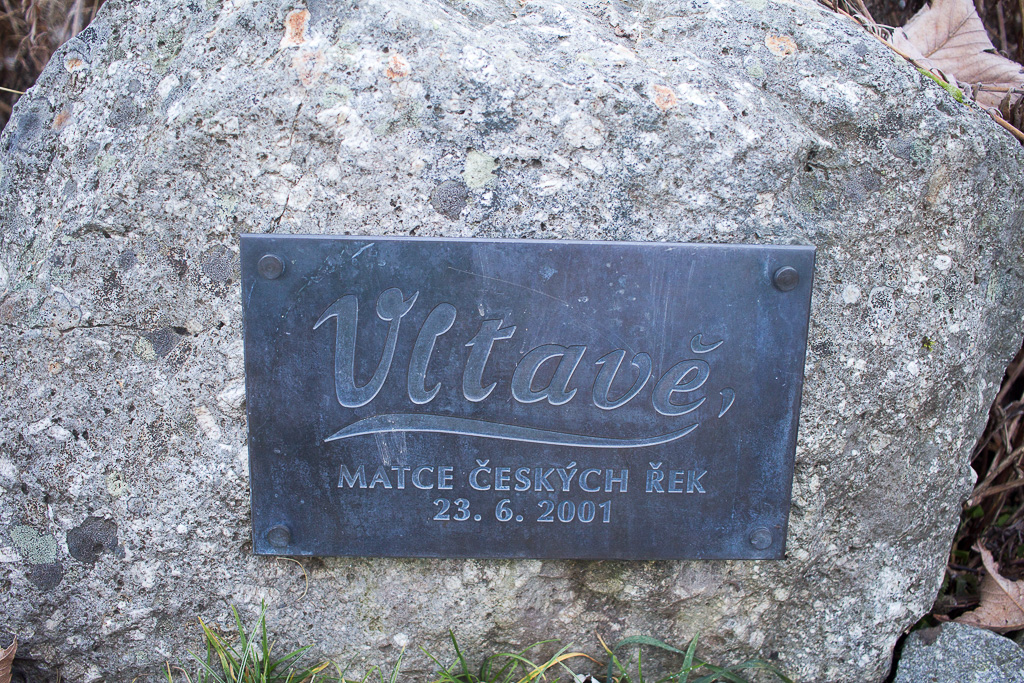 Vltavě,
MATCE ČESKÝCH ŘEK
23. 6. 2001